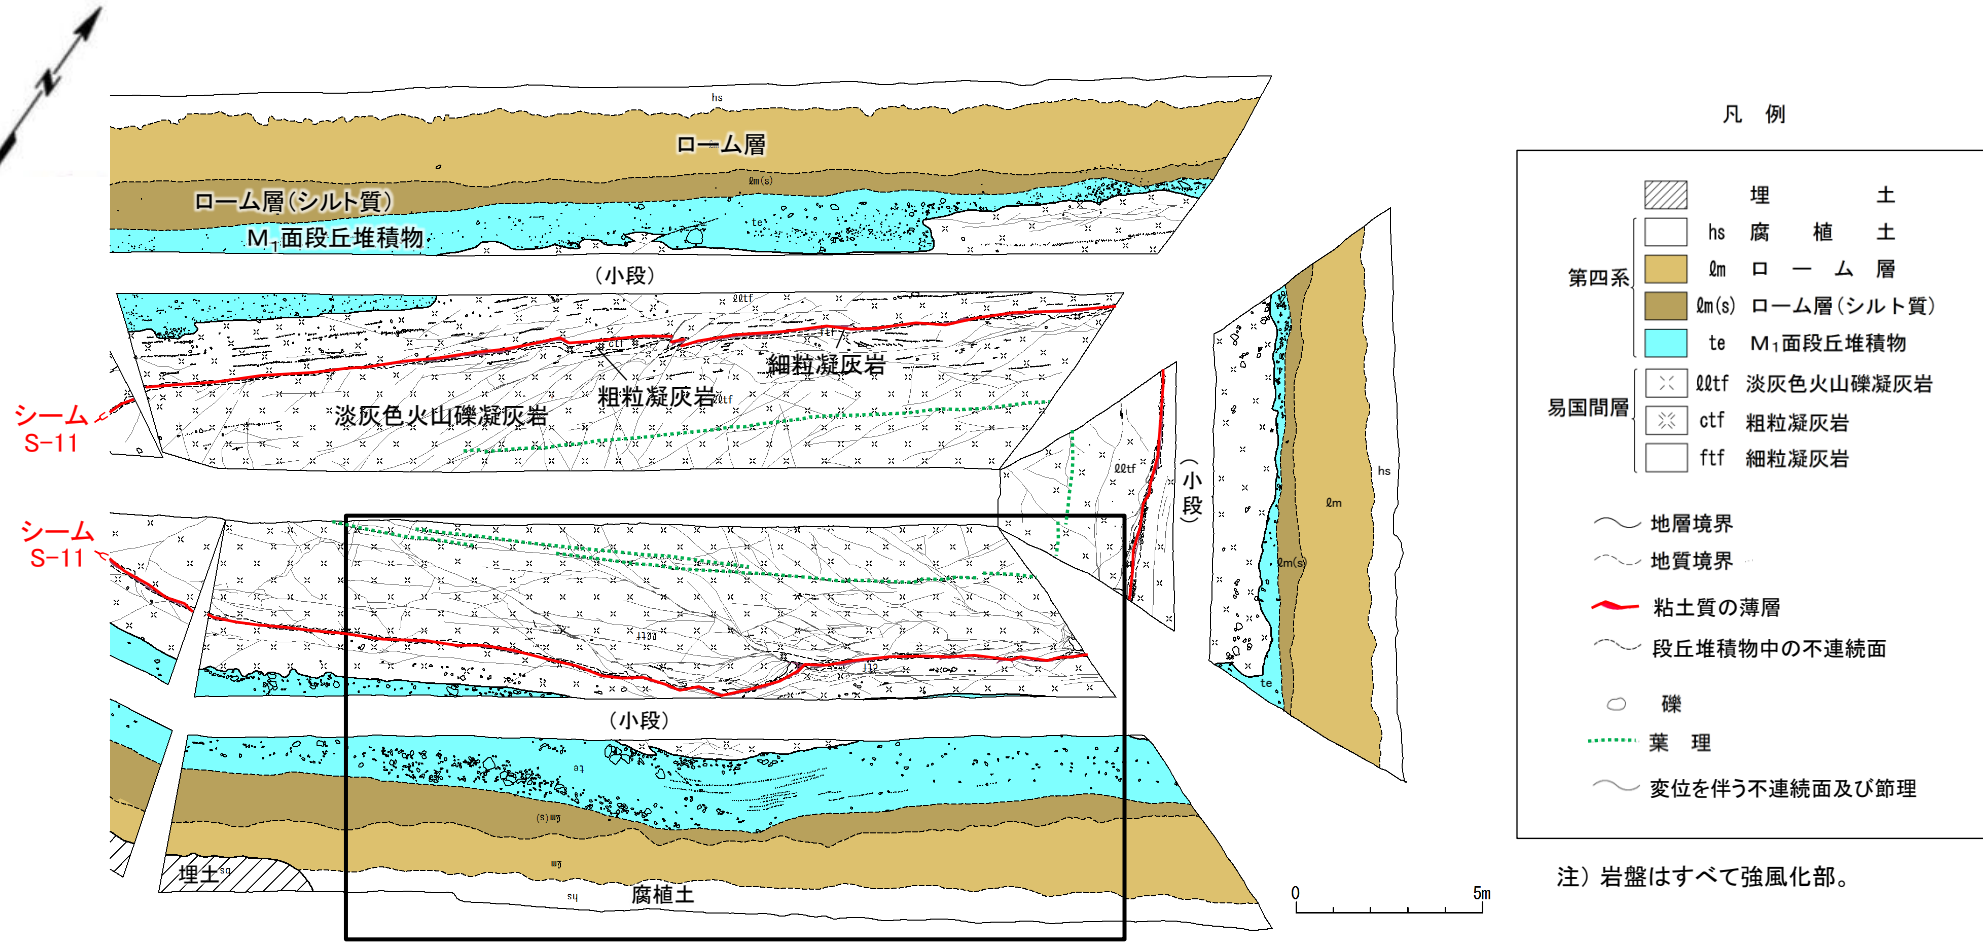 N
hs
ローム層
ℓm(s)
ローム層(シルト質)
te
M₁面段丘堆積物
(小段)
ℓℓtf
ctf
ftf
細粒凝灰岩
粗粒凝灰岩
ℓℓtf
淡灰色火山礫凝灰岩
シーム
S-11
ℓℓtf
(小段)
hs
ℓm
ℓm(s)
te
シーム
S-11
ℓℓtf
(小段)
te
ℓm(s)
ℓm
埋土
hs
腐植土
0 5m
凡 例
埋 土
第四系
hs 腐 植 土
ℓm ロ ー ム 層
ℓm(s) ローム層(シルト質)
te M₁面段丘堆積物
易国間層
ℓℓtf 淡灰色火山礫凝灰岩
ctf 粗粒凝灰岩
ftf 細粒凝灰岩
地層境界
地質境界
粘土質の薄層
段丘堆積物中の不連続面
礫
葉 理
変位を伴う不連続面及び節理
注) 岩盤はすべて強風化部。